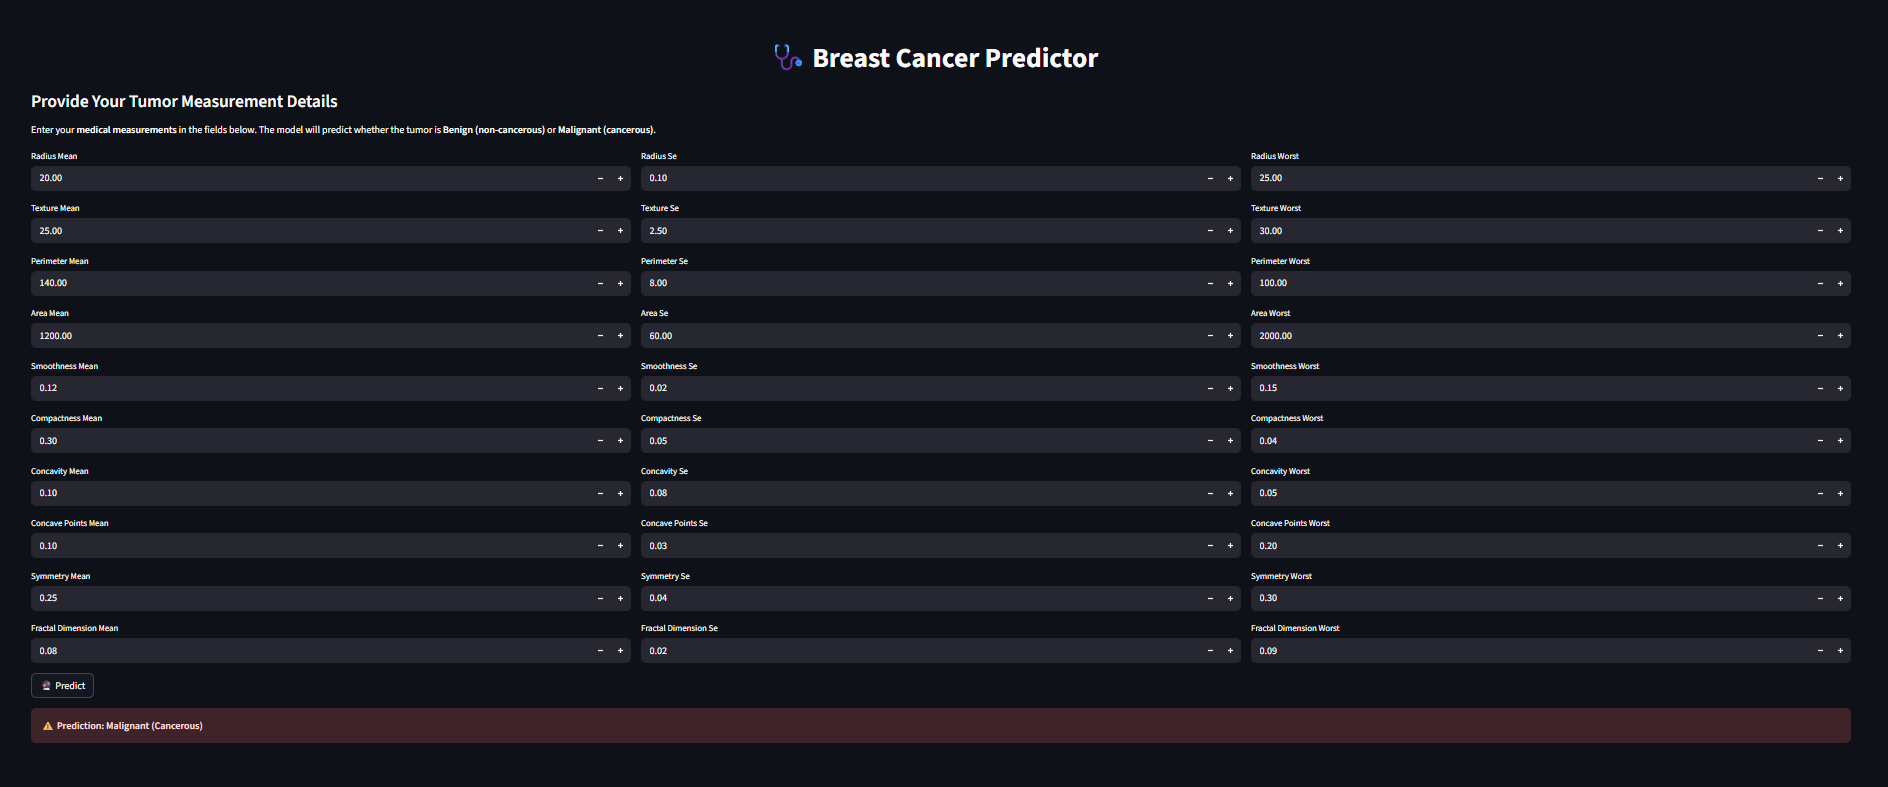 Breast Cancer Predictor
Provide Your Tumor Measurement Details
Enter your medical measurements in the fields below. The model will predict whether the tumor is Benign (non-cancerous) or Malignant (cancerous).
Radius Mean Radius Se Radius Worst
20.00 − + 0.10 − + 25.00 − +
Texture Mean Texture Se Texture Worst
25.00 − + 2.50 − + 30.00 − +
Perimeter Mean Perimeter Se Perimeter Worst
140.00 − + 8.00 − + 100.00 − +
Area Mean Area Se Area Worst
1200.00 − + 60.00 − + 2000.00 − +
Smoothness Mean Smoothness Se Smoothness Worst
0.12 − + 0.02 − + 0.15 − +
Compactness Mean Compactness Se Compactness Worst
0.30 − + 0.05 − + 0.04 − +
Concavity Mean Concavity Se Concavity Worst
0.10 − + 0.08 − + 0.05 − +
Concave Points Mean Concave Points Se Concave Points Worst
0.10 − + 0.03 − + 0.20 − +
Symmetry Mean Symmetry Se Symmetry Worst
0.25 − + 0.04 − + 0.30 − +
Fractal Dimension Mean Fractal Dimension Se Fractal Dimension Worst
0.08 − + 0.02 − + 0.09 − +
Predict
Prediction: Malignant (Cancerous)